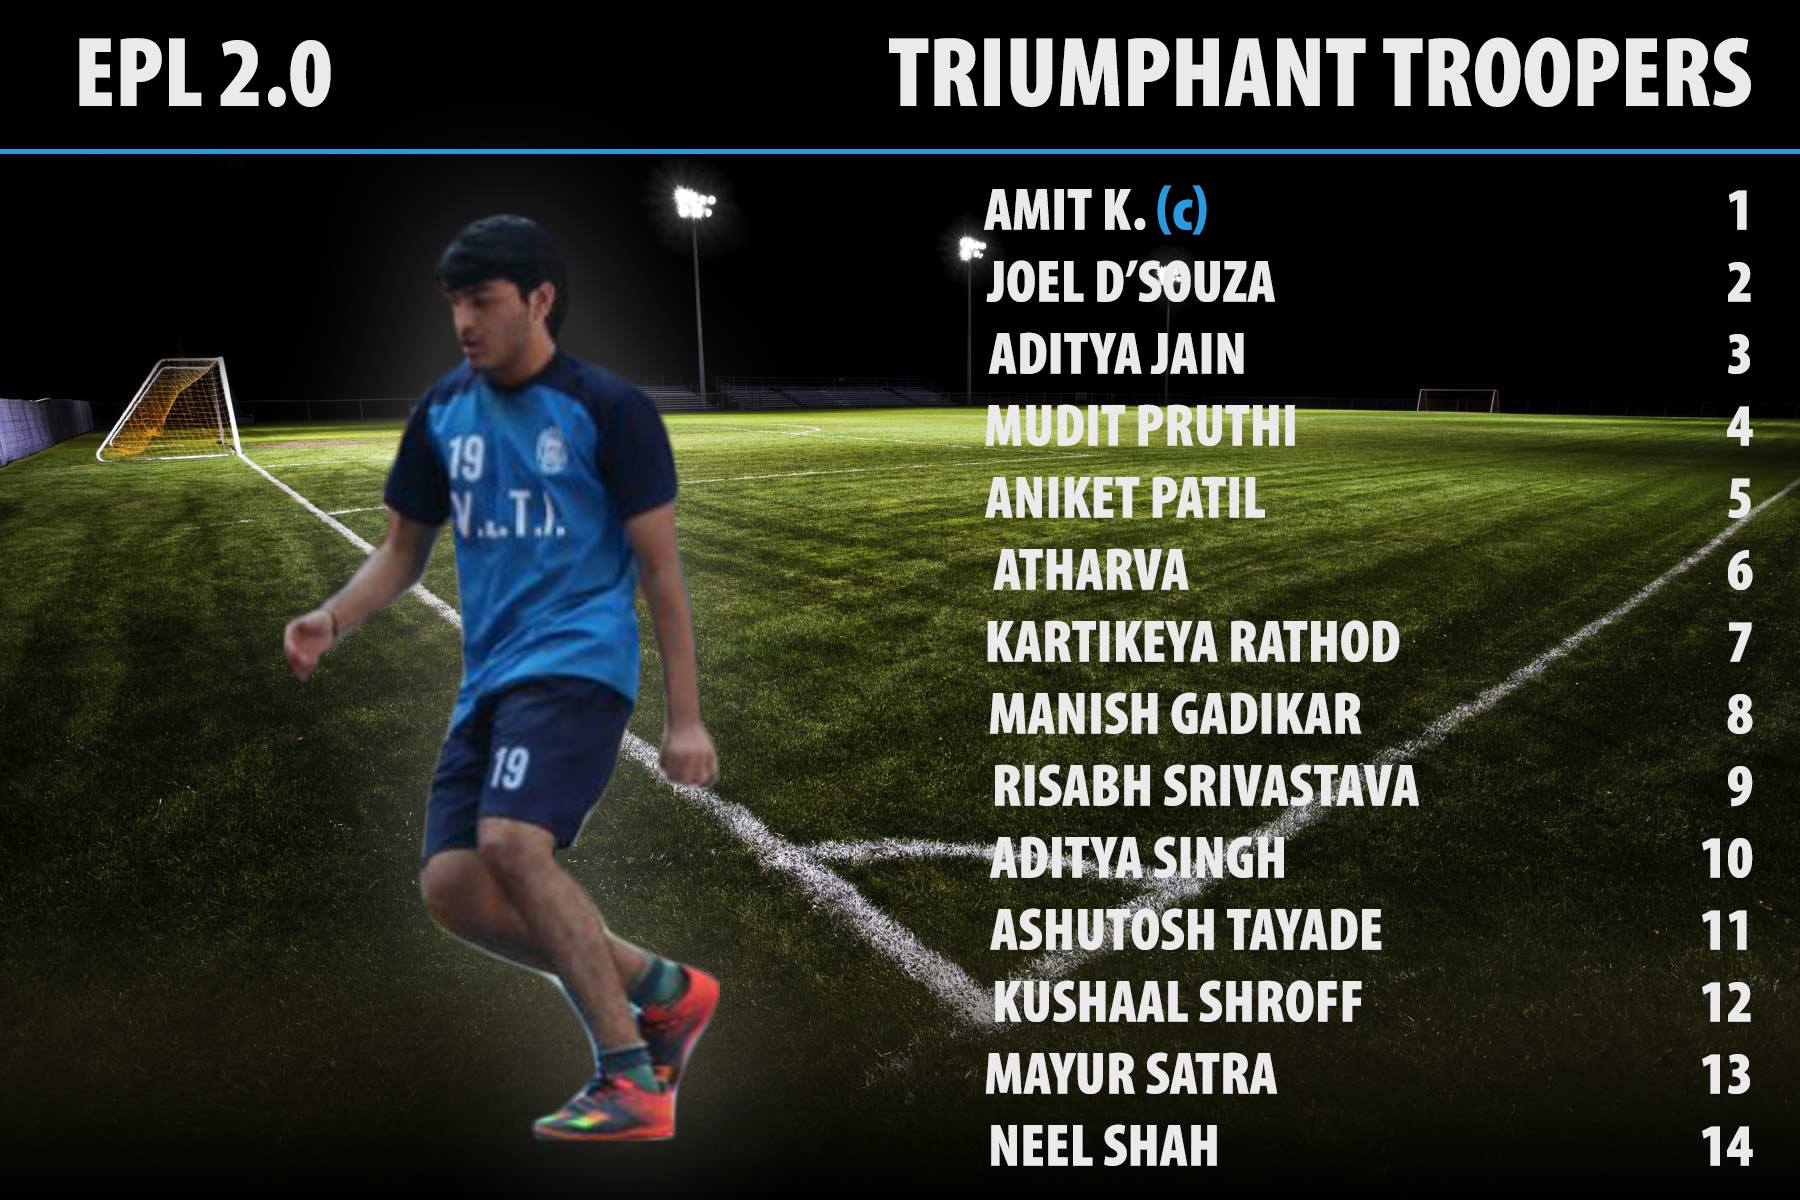 EPL 2.0 TRIUMPHANT TROOPERS
AMIT K. (c) 1
JOEL D'SOUZA 2
ADITYA JAIN 3
MUDIT PRUTHI 4
ANIKET PATIL 5
ATHARVA 6
KARTIKEYA RATHOD 7
MANISH GADIKAR 8
RISABH SRIVASTAVA 9
ADITYA SINGH 10
ASHUTOSH TAYADE 11
KUSHAAL SHROFF 12
MAYUR SATRA 13
NEEL SHAH 14
19
19